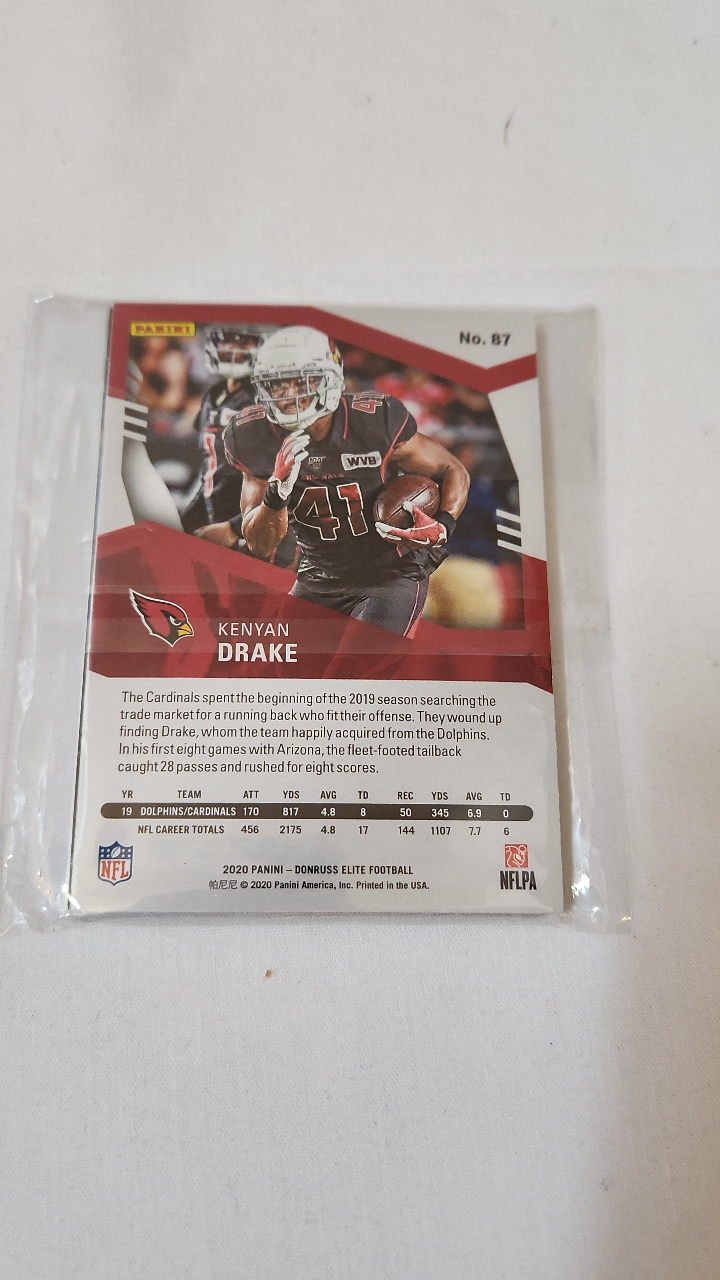 PANINI
No. 87
41
41
WVB
41
KENYAN
DRAKE
The Cardinals spent the beginning of the 2019 season searching the
trade market for a running back who fit their offense. They wound up
finding Drake, whom the team happily acquired from the Dolphins.
In his first eight games with Arizona, the fleet-footed tailback
caught 28 passes and rushed for eight scores.
YR TEAM ATT YDS AVG TD REC YDS AVG TD
19 DOLPHINS/CARDINALS 170 817 4.8 8 50 345 6.9 0
NFL CAREER TOTALS 456 2175 4.8 17 144 1107 7.7 6
NFL
2020 PANINI – DONRUSS ELITE FOOTBALL
帕尼尼 © 2020 Panini America, Inc. Printed in the USA.
NFLPA